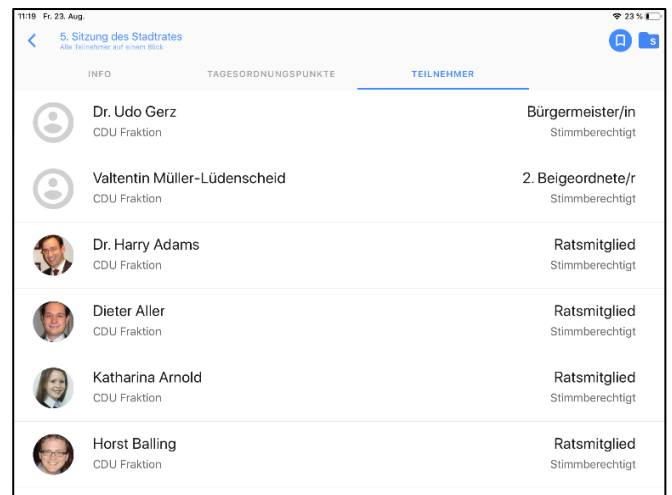 11:19 Fr. 23. Aug.
23 %
5. Sitzung des Stadtrates
Alle Teilnehmer auf einem Blick
S
INFO TAGESORDNUNGSPUNKTE TEILNEHMER
Dr. Udo Gerz Bürgermeister/in
CDU Fraktion Stimmberechtigt
Valtentin Müller-Lüdenscheid 2. Beigeordnete/r
CDU Fraktion Stimmberechtigt
Dr. Harry Adams Ratsmitglied
CDU Fraktion Stimmberechtigt
Dieter Aller Ratsmitglied
CDU Fraktion Stimmberechtigt
Katharina Arnold Ratsmitglied
CDU Fraktion Stimmberechtigt
Horst Balling Ratsmitglied
CDU Fraktion Stimmberechtigt